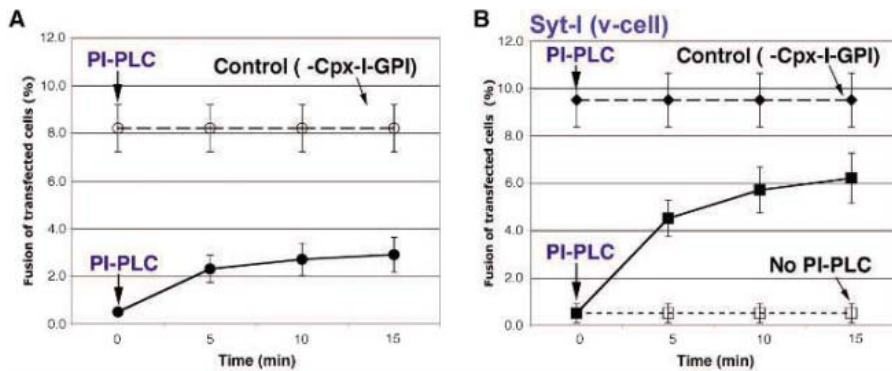 A
12.0
10.0
8.0
6.0
4.0
2.0
0.0
Fusion of transfected cells (%)
PI-PLC
Control ( -Cpx-I-GPI)
PI-PLC
0
5
10
15
Time (min)
B
Syt-I (v-cell)
12.0
10.0
8.0
6.0
4.0
2.0
0.0
Fusion of transfected cells (%)
PI-PLC
Control (-Cpx-I-GPI)
PI-PLC
No PI-PLC
0
5
10
15
Time (min)